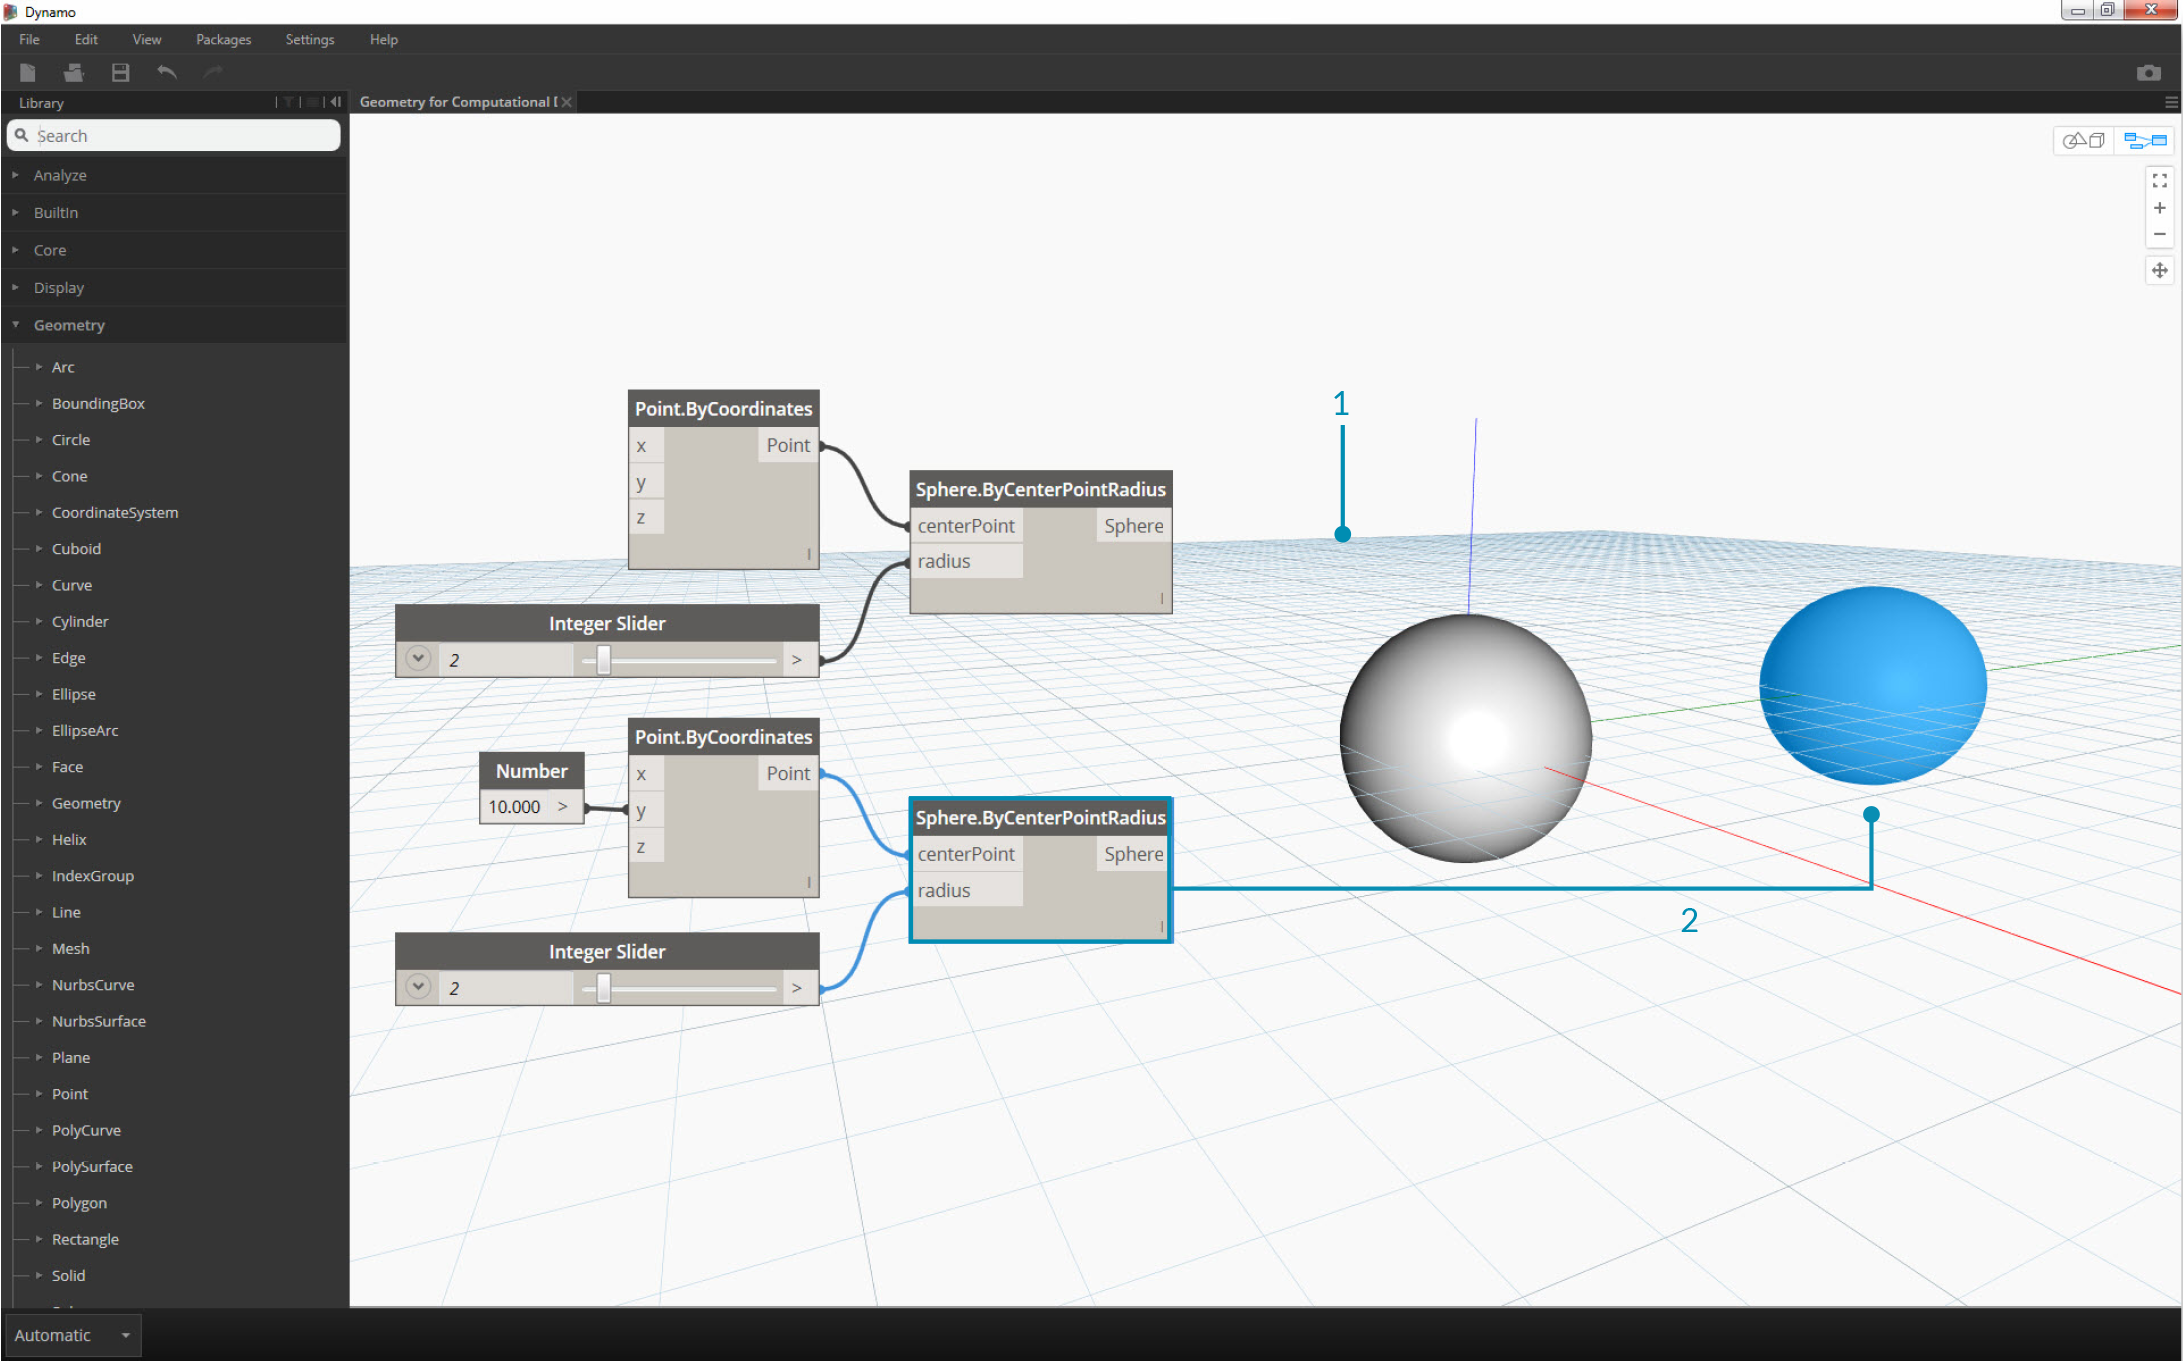 Dynamo
File Edit View Packages Settings Help
Library
Geometry for Computational
Search
Analyze
BuiltIn
Core
Display
Geometry
Arc
BoundingBox
Circle
Cone
CoordinateSystem
Cuboid
Curve
Cylinder
Edge
Ellipse
EllipseArc
Face
Geometry
Helix
IndexGroup
Line
Mesh
NurbsCurve
NurbsSurface
Plane
Point
PolyCurve
PolySurface
Polygon
Rectangle
Solid
Automatic
Point.ByCoordinates
x Point
y
z
Sphere.ByCenterPointRadius
centerPoint Sphere
radius
Integer Slider
2 >
Number
10.000 >
Point.ByCoordinates
x Point
y
z
Sphere.ByCenterPointRadius
centerPoint Sphere
radius
Integer Slider
2 >
1
2